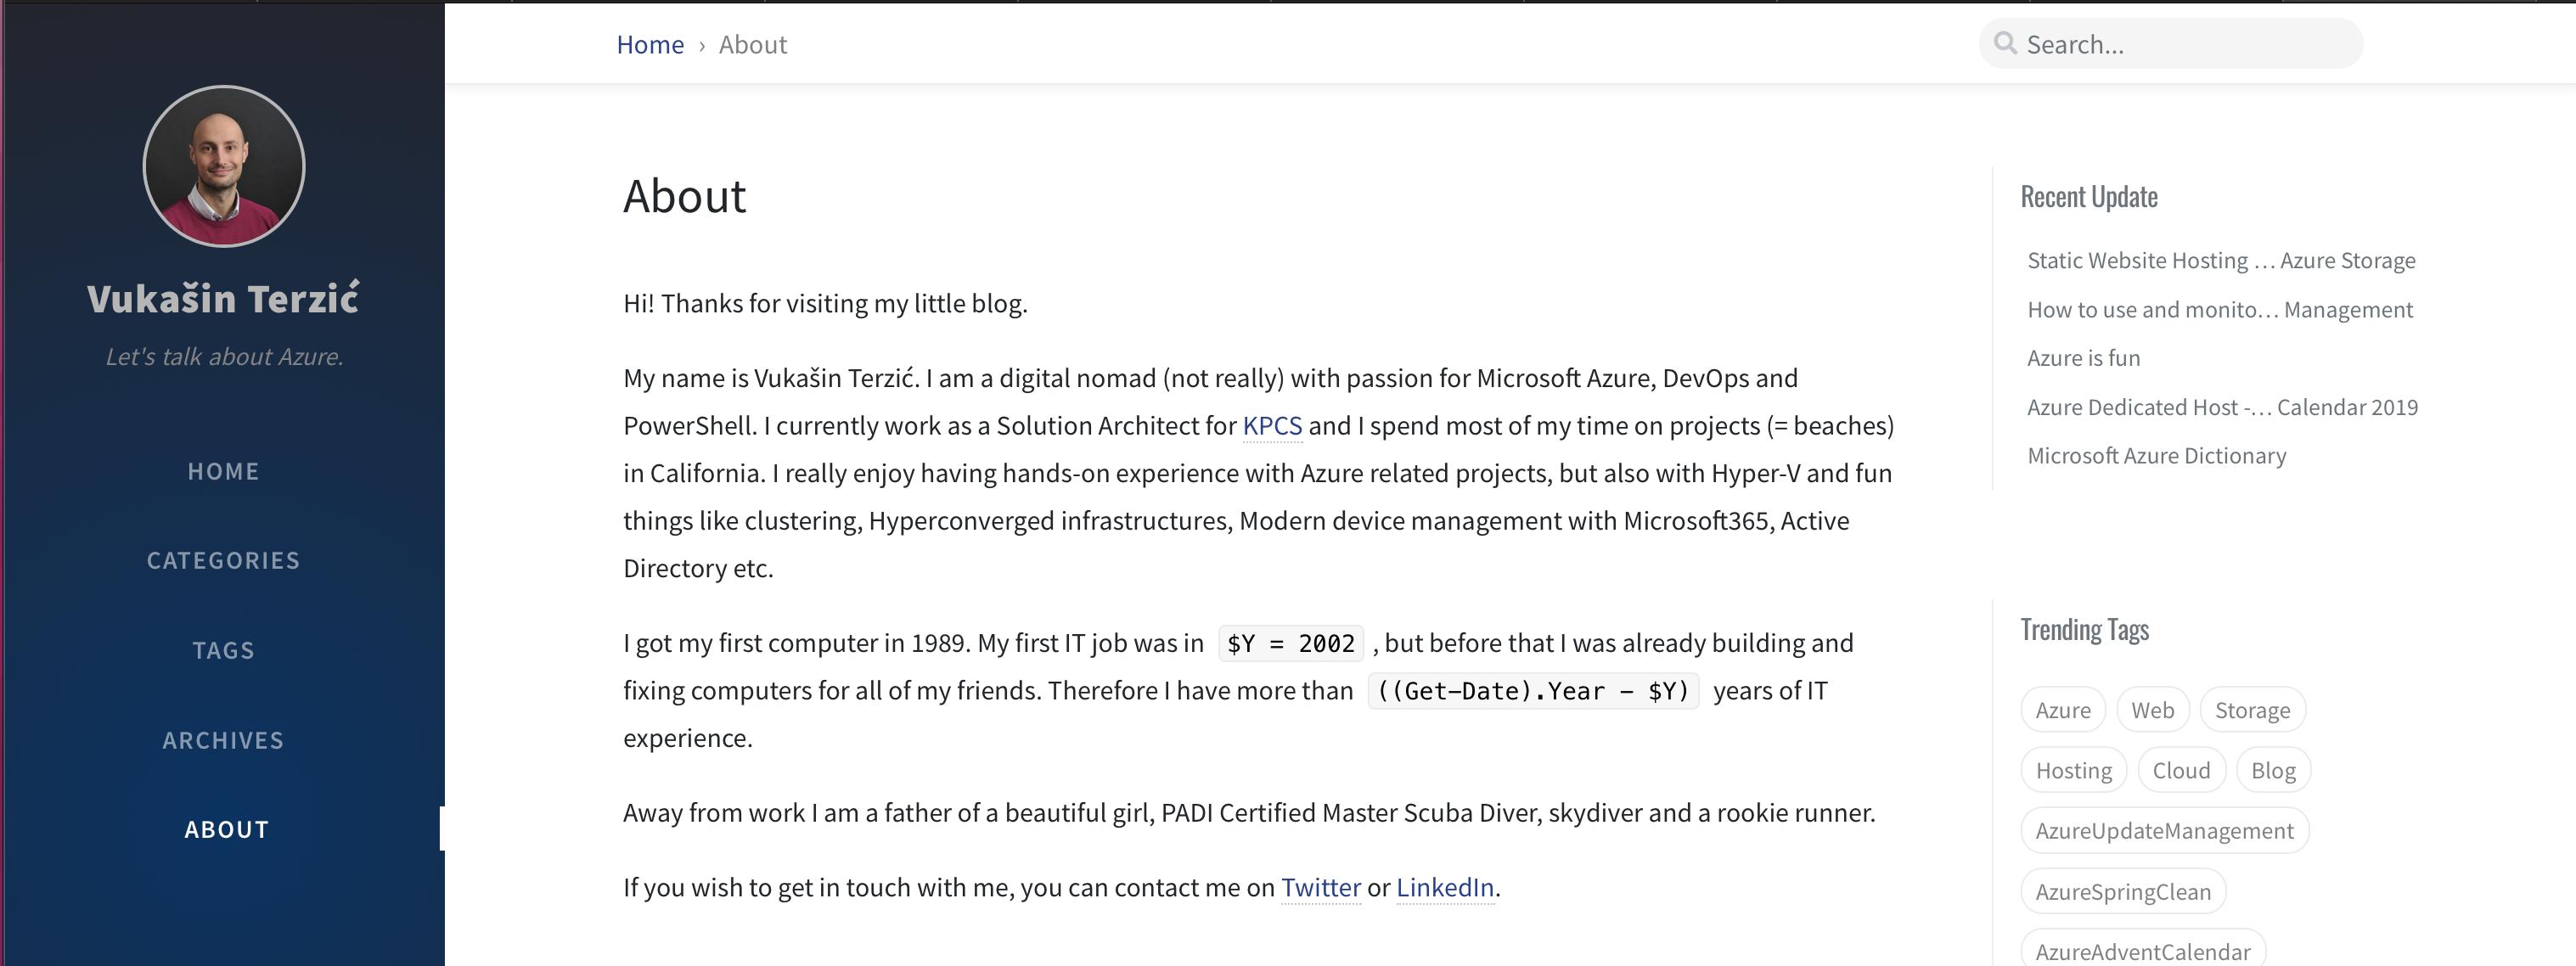 Vukašin Terzić
Let's talk about Azure.
HOME
CATEGORIES
TAGS
ARCHIVES
ABOUT
Home › About
Search...
About
Hi! Thanks for visiting my little blog.
My name is Vukašin Terzić. I am a digital nomad (not really) with passion for Microsoft Azure, DevOps and
PowerShell. I currently work as a Solution Architect for KPCS and I spend most of my time on projects (= beaches)
in California. I really enjoy having hands-on experience with Azure related projects, but also with Hyper-V and fun
things like clustering, Hyperconverged infrastructures, Modern device management with Microsoft365, Active
Directory etc.
I got my first computer in 1989. My first IT job was in $Y = 2002 , but before that I was already building and
fixing computers for all of my friends. Therefore I have more than ((Get-Date).Year - $Y) years of IT
experience.
Away from work I am a father of a beautiful girl, PADI Certified Master Scuba Diver, skydiver and a rookie runner.
If you wish to get in touch with me, you can contact me on Twitter or LinkedIn.
Recent Update
Static Website Hosting … Azure Storage
How to use and monito… Management
Azure is fun
Azure Dedicated Host -… Calendar 2019
Microsoft Azure Dictionary
Trending Tags
Azure Web Storage
Hosting Cloud Blog
AzureUpdateManagement
AzureSpringClean
AzureAdventCalendar